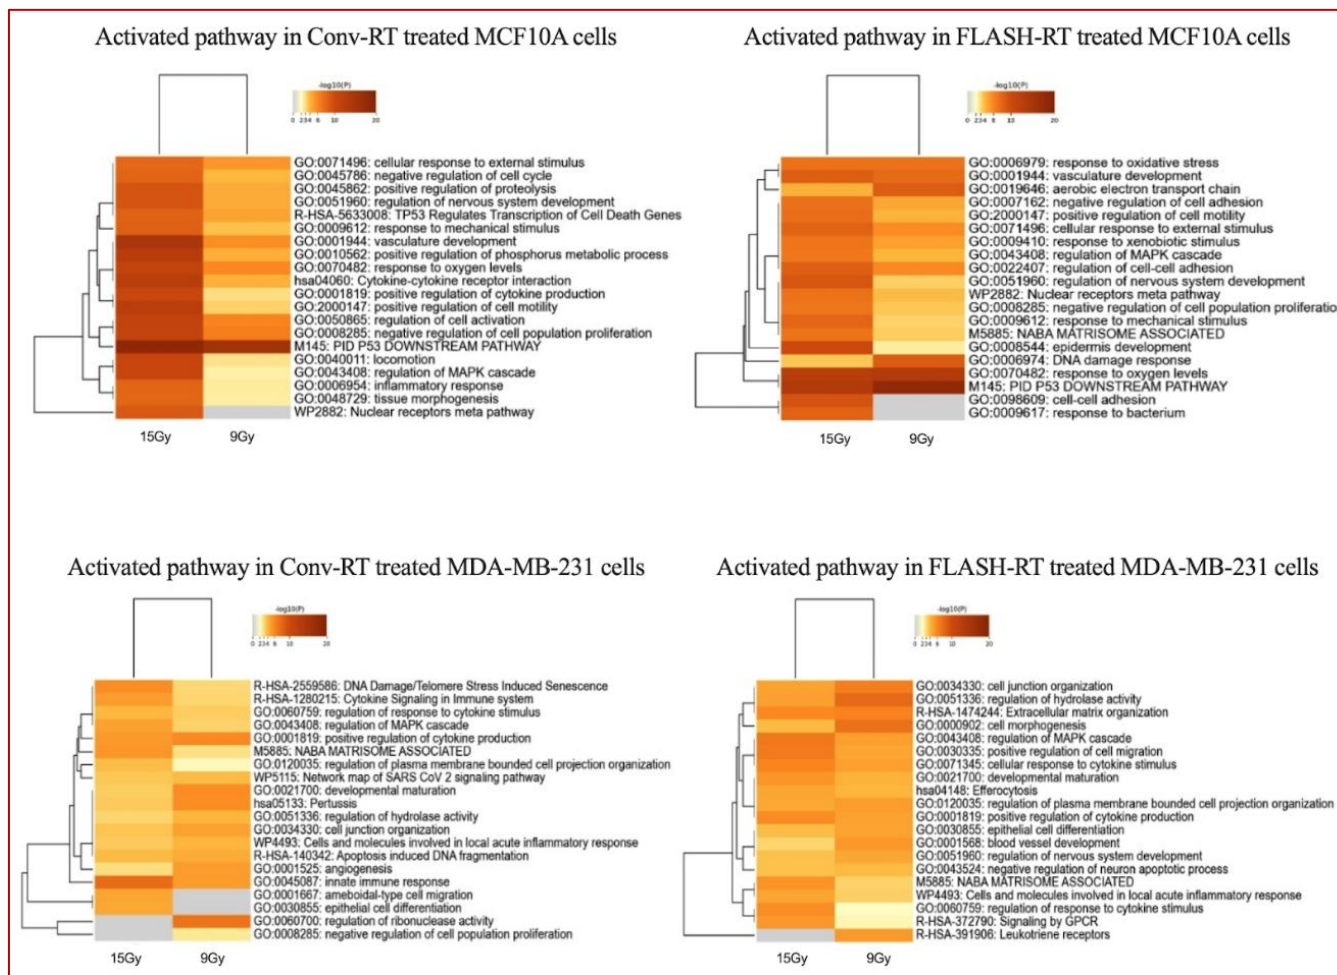 Activated pathway in Conv-RT treated MCF10A cells
-log10(P)
0 2 3 4 6 10 20
GO:0071496: cellular response to external stimulus
GO:0045786: negative regulation of cell cycle
GO:0045862: positive regulation of proteolysis
GO:0051960: regulation of nervous system development
R-HSA-5633008: TP53 Regulates Transcription of Cell Death Genes
GO:0009612: response to mechanical stimulus
GO:0001944: vasculature development
GO:0010562: positive regulation of phosphorus metabolic process
GO:0070482: response to oxygen levels
hsa04060: Cytokine-cytokine receptor interaction
GO:0001819: positive regulation of cytokine production
GO:2000147: positive regulation of cell motility
GO:0050865: regulation of cell activation
GO:0008285: negative regulation of cell population proliferation
M145: PID P53 DOWNSTREAM PATHWAY
GO:0040011: locomotion
GO:0043408: regulation of MAPK cascade
GO:0006954: inflammatory response
GO:0048729: tissue morphogenesis
WP2882: Nuclear receptors meta pathway
15Gy 9Gy
Activated pathway in FLASH-RT treated MCF10A cells
-log10(P)
0 2 3 4 6 10 20
GO:0006979: response to oxidative stress
GO:0001944: vasculature development
GO:0019646: aerobic electron transport chain
GO:0007162: negative regulation of cell adhesion
GO:2000147: positive regulation of cell motility
GO:0071496: cellular response to external stimulus
GO:0009410: response to xenobiotic stimulus
GO:0043408: regulation of MAPK cascade
GO:0022407: regulation of cell-cell adhesion
GO:0051960: regulation of nervous system development
WP2882: Nuclear receptors meta pathway
GO:0008285: negative regulation of cell population proliferatio
GO:0009612: response to mechanical stimulus
M5885: NABA MATRISOME ASSOCIATED
GO:0008544: epidermis development
GO:0006974: DNA damage response
GO:0070482: response to oxygen levels
M145: PID P53 DOWNSTREAM PATHWAY
GO:0098609: cell-cell adhesion
GO:0009617: response to bacterium
15Gy 9Gy
Activated pathway in Conv-RT treated MDA-MB-231 cells
-log10(P)
0 2 3 4 6 10 20
R-HSA-2559586: DNA Damage/Telomere Stress Induced Senescence
R-HSA-1280215: Cytokine Signaling in Immune system
GO:0060759: regulation of response to cytokine stimulus
GO:0043408: regulation of MAPK cascade
GO:0001819: positive regulation of cytokine production
M5885: NABA MATRISOME ASSOCIATED
GO:0120035: regulation of plasma membrane bounded cell projection organization
WP5115: Network map of SARS CoV 2 signaling pathway
GO:0021700: developmental maturation
hsa05133: Pertussis
GO:0051336: regulation of hydrolase activity
GO:0034330: cell junction organization
WP4493: Cells and molecules involved in local acute inflammatory response
R-HSA-140342: Apoptosis induced DNA fragmentation
GO:0001525: angiogenesis
GO:0045087: innate immune response
GO:0001667: ameboidal-type cell migration
GO:0030855: epithelial cell differentiation
GO:0060700: regulation of ribonuclease activity
GO:0008285: negative regulation of cell population proliferation
15Gy 9Gy
Activated pathway in FLASH-RT treated MDA-MB-231 cells
-log10(P)
0 2 3 4 6 10 20
GO:0034330: cell junction organization
GO:0051336: regulation of hydrolase activity
R-HSA-1474244: Extracellular matrix organization
GO:0000902: cell morphogenesis
GO:0043408: regulation of MAPK cascade
GO:0030335: positive regulation of cell migration
GO:0071345: cellular response to cytokine stimulus
GO:0021700: developmental maturation
hsa04148: Efferocytosis
GO:0120035: regulation of plasma membrane bounded cell projection organization
GO:0001819: positive regulation of cytokine production
GO:0030855: epithelial cell differentiation
GO:0001568: blood vessel development
GO:0051960: regulation of nervous system development
GO:0043524: negative regulation of neuron apoptotic process
M5885: NABA MATRISOME ASSOCIATED
WP4493: Cells and molecules involved in local acute inflammatory response
GO:0060759: regulation of response to cytokine stimulus
R-HSA-372790: Signaling by GPCR
R-HSA-391906: Leukotriene receptors
15Gy 9Gy